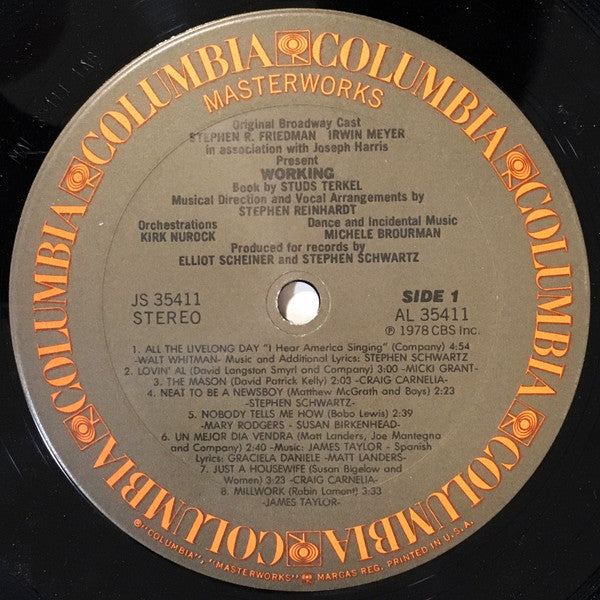 COLUMBIA COLUMBIA COLUMBIA COLUMBIA COLUMBIA COLUMBIA COLUMBIA COLUMBIA
MASTERWORKS
Original Broadway Cast
STEPHEN R. FRIEDMAN IRWIN MEYER
in association with Joseph Harris
Present
WORKING
Book by STUDS TERKEL
Musical Direction and Vocal Arrangements by
STEPHEN REINHARDT
Orchestrations Dance and Incidental Music
KIRK NUROCK MICHELE BROURMAN
Produced for records by
ELLIOT SCHEINER and STEPHEN SCHWARTZ
JS 35411 SIDE 1
STEREO AL 35411
℗ 1978 CBS Inc.
1. ALL THE LIVELONG DAY "I Hear America Singing" (Company) 4:54
-WALT WHITMAN- Music and Additional Lyrics: STEPHEN SCHWARTZ
2. LOVIN' AL (David Langston Smyrl and Company) 3:00 -MICKI GRANT-
3. THE MASON (David Patrick Kelly) 2:03 -CRAIG CARNELIA-
4. NEAT TO BE A NEWSBOY (Matthew McGrath and Boys) 2:23
-STEPHEN SCHWARTZ-
5. NOBODY TELLS ME HOW (Bobo Lewis) 2:39
-MARY RODGERS - SUSAN BIRKENHEAD-
6. UN MEJOR DIA VENDRA (Matt Landers, Joe Mantegna
and Company) 2:40 -Music: JAMES TAYLOR - Spanish
Lyrics: GRACIELA DANIELE - MATT LANDERS-
7. JUST A HOUSEWIFE (Susan Bigelow and
Women) 3:23 -CRAIG CARNELIA-
8. MILLWORK (Robin Lamont) 3:33
-JAMES TAYLOR-
®"COLUMBIA", "MASTERWORKS" MARCAS REG. PRINTED IN U.S.A.